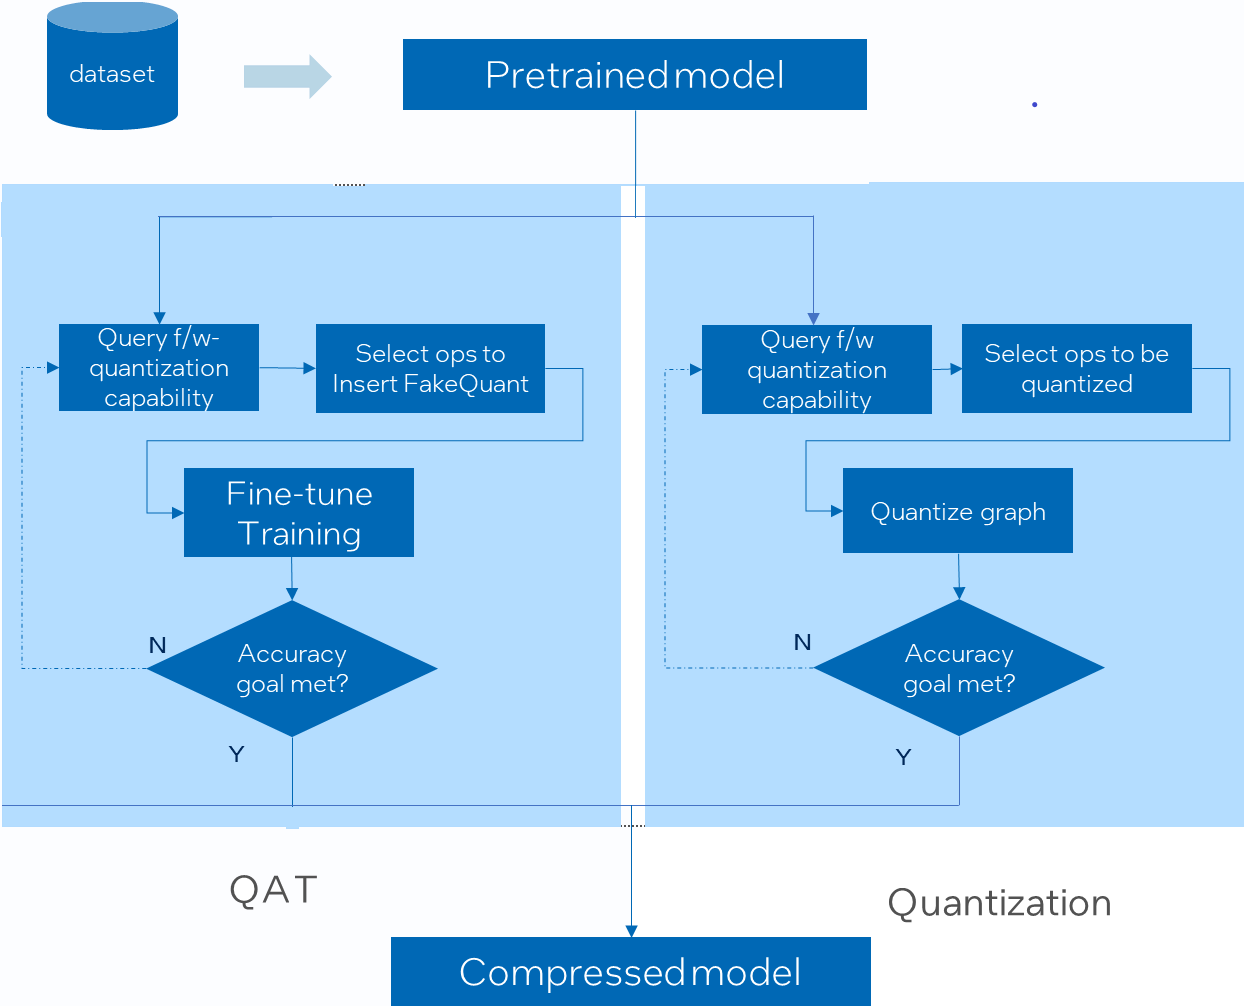 dataset
Pretrained model
Query f/w-
quantization
capability
Select ops to
Insert FakeQuant
Fine-tune
Training
N
Accuracy
goal met?
Y
Query f/w
quantization
capability
Select ops to be
quantized
Quantize graph
N
Accuracy
goal met?
Y
QAT
Quantization
Compressed model